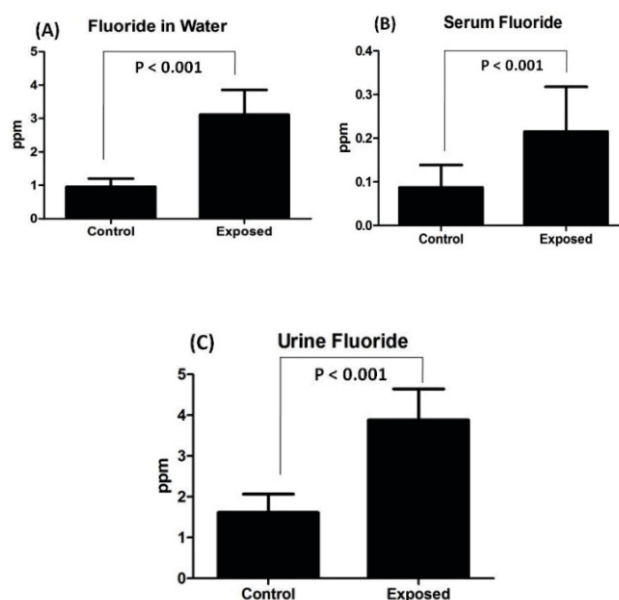 (A)
Fluoride in Water
P < 0.001
ppm
5
4
3
2
1
0
Control
Exposed
(B)
Serum Fluoride
P < 0.001
ppm
0.4
0.3
0.2
0.1
0.0
Control
Exposed
(C)
Urine Fluoride
P < 0.001
ppm
5
4
3
2
1
0
Control
Exposed